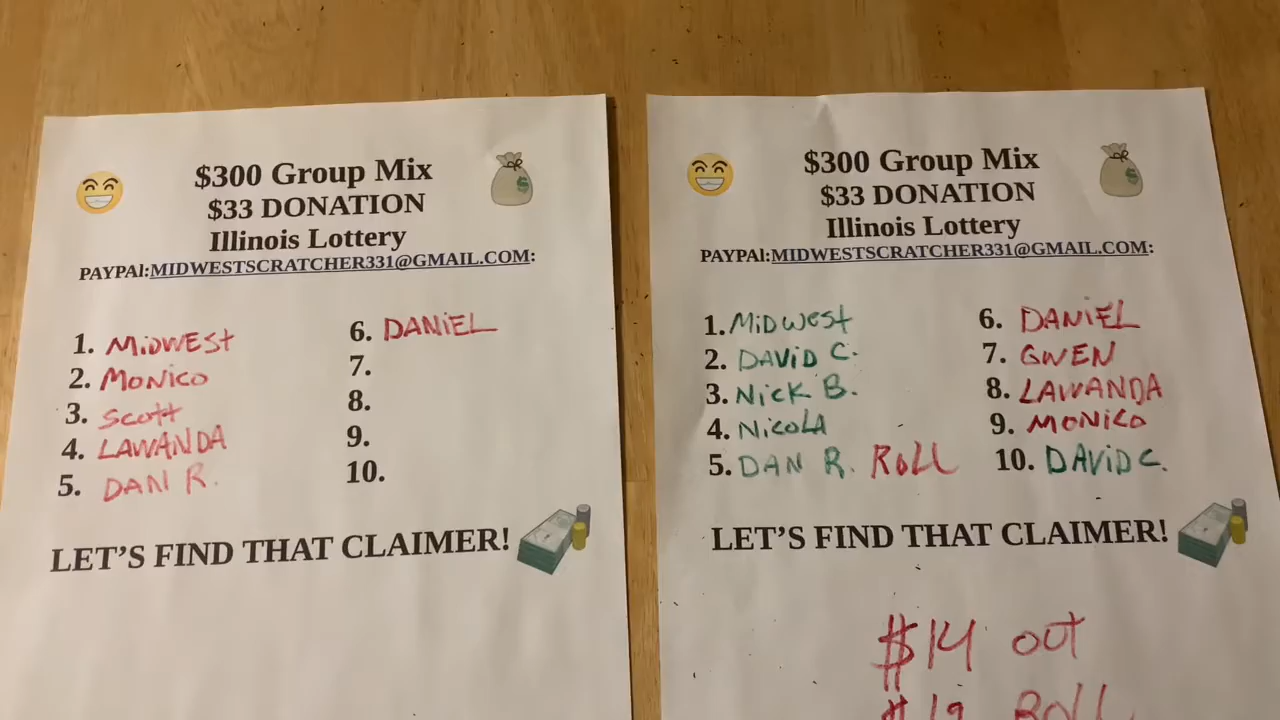 $300 Group Mix
$33 DONATION
Illinois Lottery
PAYPAl:MIDWESTSCRATCHER331@GMAIL.COM:
1. MiDWESt
2. MoNico
3. Scott
4. LAWANDA
5. DAN R.
6. DANiEL
7.
8.
9.
10.
LET'S FIND THAT CLAIMER!
$300 Group Mix
$33 DONATION
Illinois Lottery
PAYPAl:MIDWESTSCRATCHER331@GMAIL.COM:
1. MiDWest
2. DAViD C.
3. Nick B.
4. NicoLA
5. DAN R. RoLL
6. DANiEL
7. GWEN
8. LAWANDA
9. MONiCo
10. DAViD C.
LET'S FIND THAT CLAIMER!
$14 out
$19 ROLL